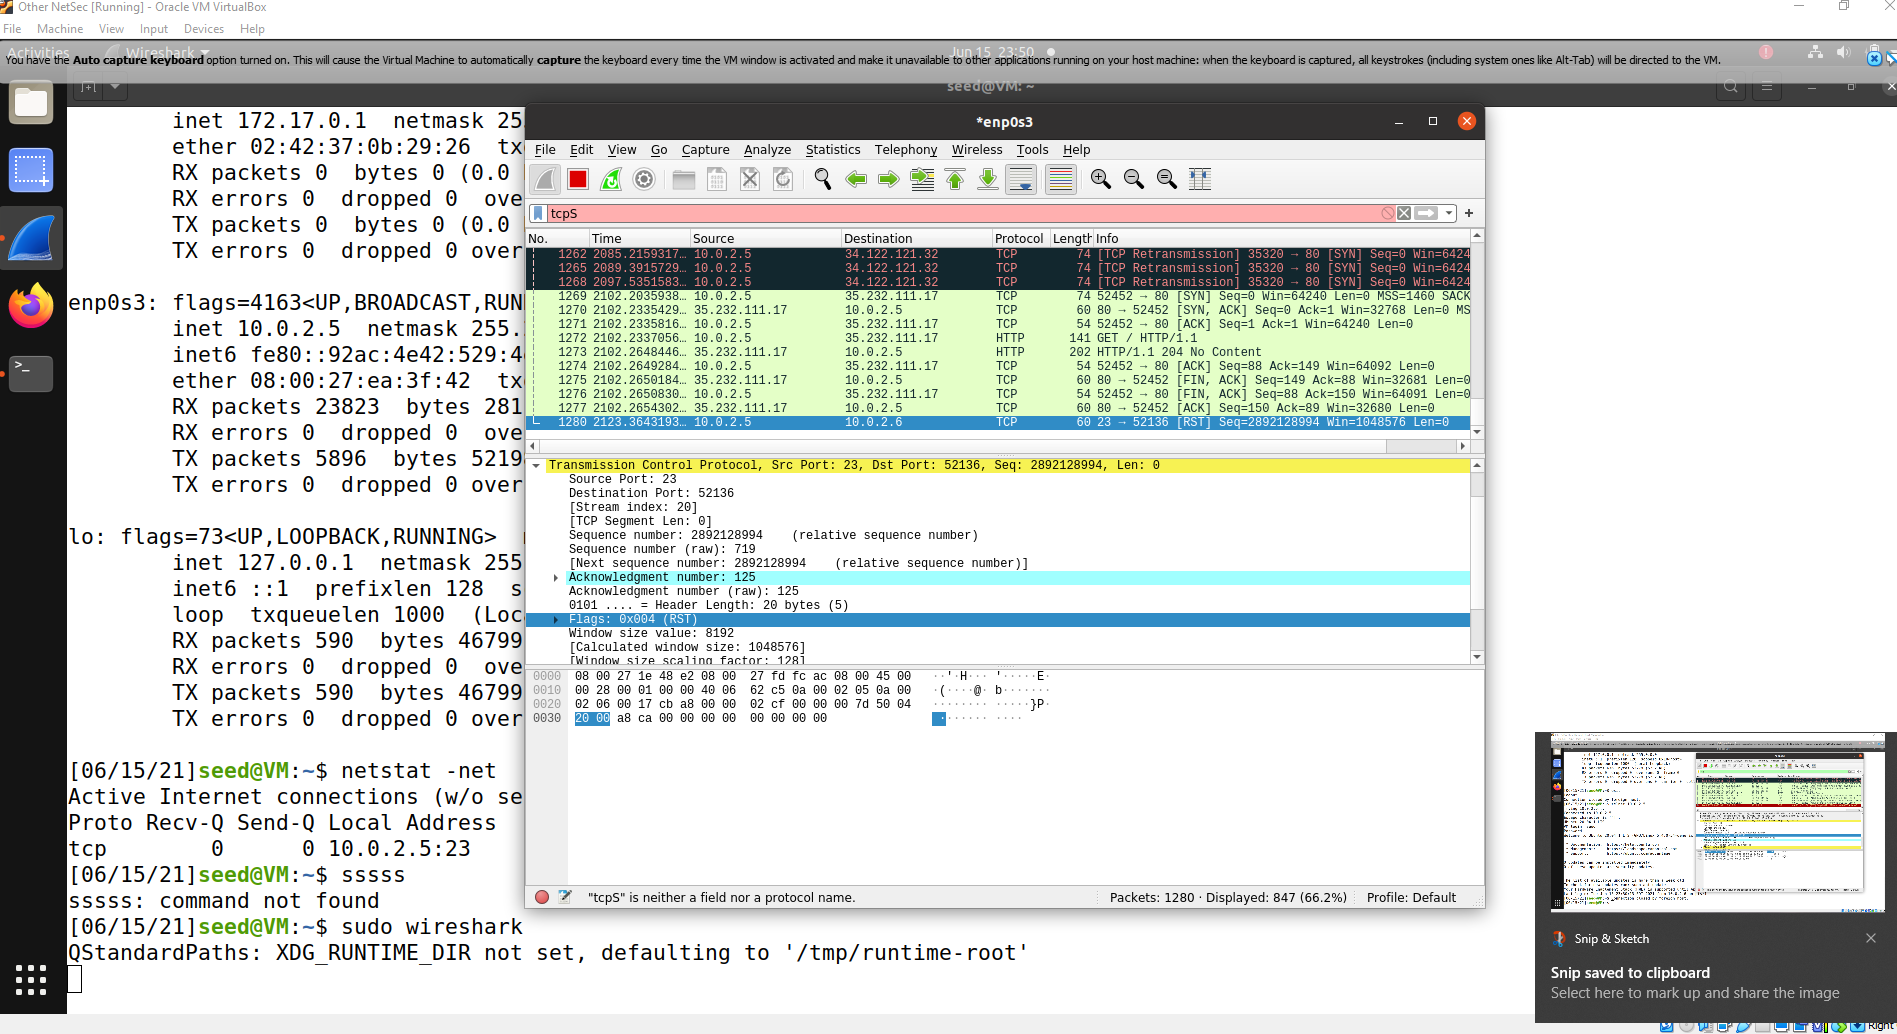 Other NetSec [Running] - Oracle VM VirtualBox
File Machine View Input Devices Help
Activities Wireshark Jun 15 23:50
You have the Auto capture keyboard option turned on. This will cause the Virtual Machine to automatically capture the keyboard every time the VM window is activated and make it unavailable to other applications running on your host machine: when the keyboard is captured, all keystrokes (including system ones like Alt-Tab) will be directed to the VM.
seed@VM: ~
inet 172.17.0.1 netmask 25
ether 02:42:37:0b:29:26 tx
RX packets 0 bytes 0 (0.0
RX errors 0 dropped 0 ove
TX packets 0 bytes 0 (0.0
TX errors 0 dropped 0 over
enp0s3: flags=4163<UP,BROADCAST,RUN
inet 10.0.2.5 netmask 255.
inet6 fe80::92ac:4e42:529:4
ether 08:00:27:ea:3f:42 tx
RX packets 23823 bytes 281
RX errors 0 dropped 0 ove
TX packets 5896 bytes 5219
TX errors 0 dropped 0 over
lo: flags=73<UP,LOOPBACK,RUNNING>
inet 127.0.0.1 netmask 255
inet6 ::1 prefixlen 128 s
loop txqueuelen 1000 (Lo
RX packets 590 bytes 46799
RX errors 0 dropped 0 ove
TX packets 590 bytes 46799
TX errors 0 dropped 0 over
[06/15/21]seed@VM:~$ netstat -net
Active Internet connections (w/o se
Proto Recv-Q Send-Q Local Address
tcp 0 0 10.0.2.5:23
[06/15/21]seed@VM:~$ sssss
sssss: command not found
[06/15/21]seed@VM:~$ sudo wireshark
QStandardPaths: XDG_RUNTIME_DIR not set, defaulting to '/tmp/runtime-root'
*enp0s3
File Edit View Go Capture Analyze Statistics Telephony Wireless Tools Help
tcpS
No. Time Source Destination Protocol Length Info
1262 2085.2159317… 10.0.2.5 34.122.121.32 TCP 74 [TCP Retransmission] 35320 → 80 [SYN] Seq=0 Win=6424
1265 2089.3915729… 10.0.2.5 34.122.121.32 TCP 74 [TCP Retransmission] 35320 → 80 [SYN] Seq=0 Win=6424
1268 2097.5351583… 10.0.2.5 34.122.121.32 TCP 74 [TCP Retransmission] 35320 → 80 [SYN] Seq=0 Win=6424
1269 2102.2035938… 10.0.2.5 35.232.111.17 TCP 74 52452 → 80 [SYN] Seq=0 Win=64240 Len=0 MSS=1460 SACK
1270 2102.2335429… 35.232.111.17 10.0.2.5 TCP 60 80 → 52452 [SYN, ACK] Seq=0 Ack=1 Win=32768 Len=0 MS
1271 2102.2335816… 10.0.2.5 35.232.111.17 TCP 54 52452 → 80 [ACK] Seq=1 Ack=1 Win=64240 Len=0
1272 2102.2337056… 10.0.2.5 35.232.111.17 HTTP 141 GET / HTTP/1.1
1273 2102.2648446… 35.232.111.17 10.0.2.5 HTTP 202 HTTP/1.1 204 No Content
1274 2102.2649284… 10.0.2.5 35.232.111.17 TCP 54 52452 → 80 [ACK] Seq=88 Ack=149 Win=64092 Len=0
1275 2102.2650184… 35.232.111.17 10.0.2.5 TCP 60 80 → 52452 [FIN, ACK] Seq=149 Ack=88 Win=32681 Len=0
1276 2102.2650830… 10.0.2.5 35.232.111.17 TCP 54 52452 → 80 [FIN, ACK] Seq=88 Ack=150 Win=64091 Len=0
1277 2102.2654302… 35.232.111.17 10.0.2.5 TCP 60 80 → 52452 [ACK] Seq=150 Ack=89 Win=32680 Len=0
1280 2123.3643193… 10.0.2.5 10.0.2.6 TCP 60 23 → 52136 [RST] Seq=2892128994 Win=1048576 Len=0
Transmission Control Protocol, Src Port: 23, Dst Port: 52136, Seq: 2892128994, Len: 0
Source Port: 23
Destination Port: 52136
[Stream index: 20]
[TCP Segment Len: 0]
Sequence number: 2892128994 (relative sequence number)
Sequence number (raw): 719
[Next sequence number: 2892128994 (relative sequence number)]
Acknowledgment number: 125
Acknowledgment number (raw): 125
0101 .... = Header Length: 20 bytes (5)
Flags: 0x004 (RST)
Window size value: 8192
[Calculated window size: 1048576]
[Window size scaling factor: 128]
0000 08 00 27 1e 48 e2 08 00 27 fd fc ac 08 00 45 00 ··'·H··· '·····E·
0010 00 28 00 01 00 00 40 06 62 c5 0a 00 02 05 0a 00 ·(····@· b·······
0020 02 06 00 17 cb a8 00 00 02 cf 00 00 00 7d 50 04 ········ ·····}P·
0030 20 00 a8 ca 00 00 00 00 00 00 00 00 ········ ····
"tcpS" is neither a field nor a protocol name. Packets: 1280 · Displayed: 847 (66.2%) Profile: Default
Snip & Sketch
Snip saved to clipboard
Select here to mark up and share the image
Right